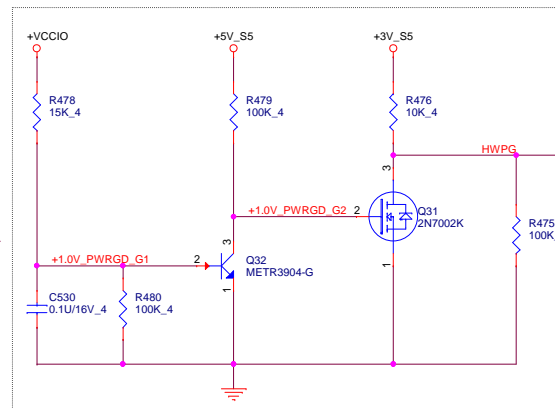 +VCCIO
+5V_S5
+3V_S5
R478
15K_4
R479
100K_4
R476
10K_4
HWPG
3
+1.0V_PWRGD_G2
2
Q31
2N7002K
R475
100K
1
+1.0V_PWRGD_G1
2
3
Q32
METR3904-G
1
C530
0.1U/16V_4
R480
100K_4